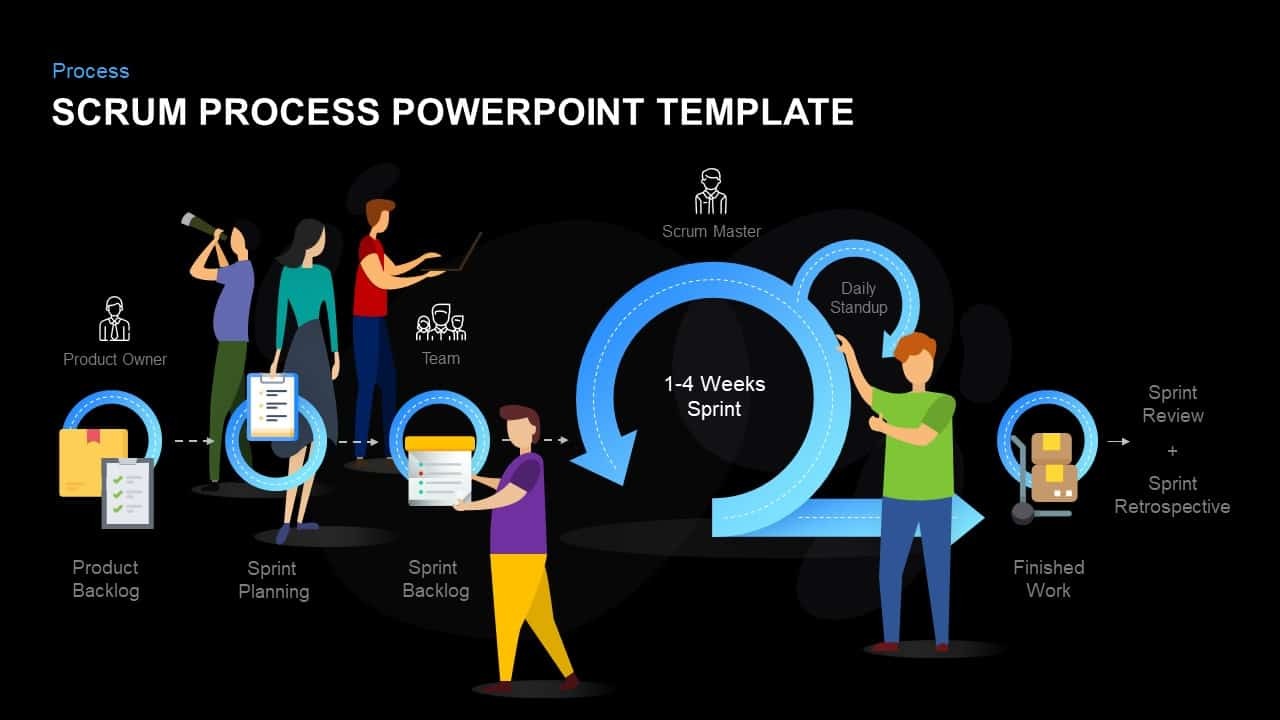 Process
SCRUM PROCESS POWERPOINT TEMPLATE
Scrum Master
Product Owner
Team
Daily
Standup
1-4 Weeks
Sprint
Sprint
Review
+
Sprint
Retrospective
Product
Backlog
Sprint
Planning
Sprint
Backlog
Finished
Work